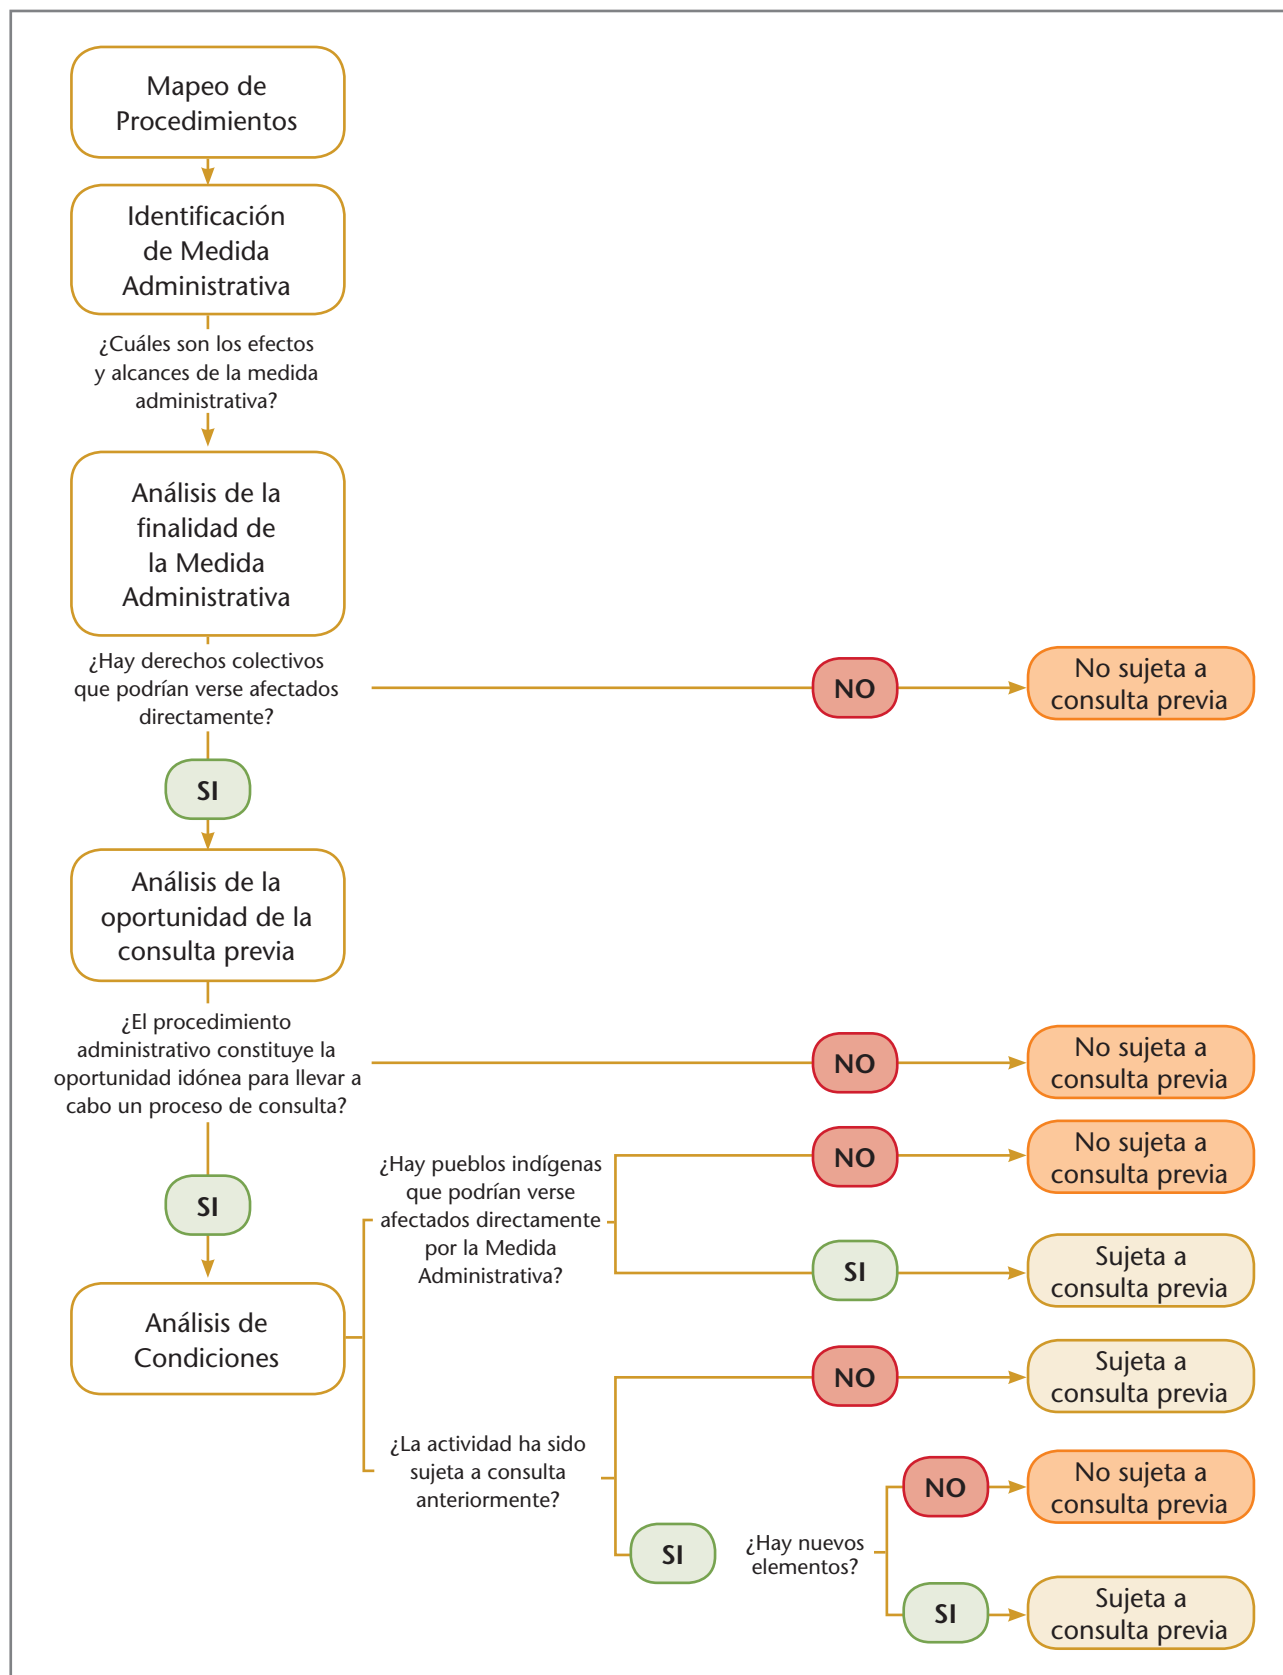 Mapeo de
Procedimientos
Identificación
de Medida
Administrativa
¿Cuáles son los efectos
y alcances de la medida
administrativa?
Análisis de la
finalidad de
la Medida
Administrativa
¿Hay derechos colectivos
que podrían verse afectados
directamente?
NO
No sujeta a
consulta previa
SI
Análisis de la
oportunidad de la
consulta previa
¿El procedimiento
administrativo constituye la
oportunidad idónea para llevar a
cabo un proceso de consulta?
NO
No sujeta a
consulta previa
SI
Análisis de
Condiciones
¿Hay pueblos indígenas
que podrían verse
afectados directamente
por la Medida
Administrativa?
NO
No sujeta a
consulta previa
SI
Sujeta a
consulta previa
¿La actividad ha sido
sujeta a consulta
anteriormente?
NO
Sujeta a
consulta previa
SI
¿Hay nuevos
elementos?
NO
No sujeta a
consulta previa
SI
Sujeta a
consulta previa